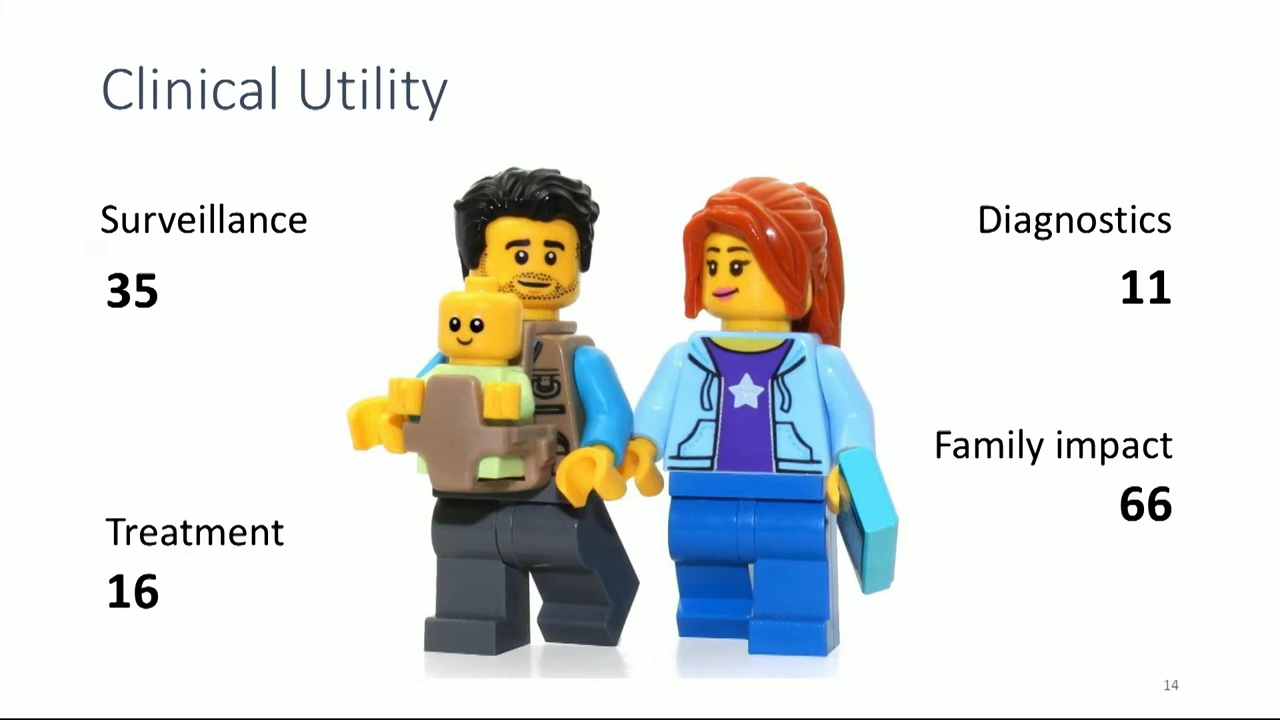 Clinical Utility
Surveillance
35
Diagnostics
11
Family impact
66
Treatment
16
14